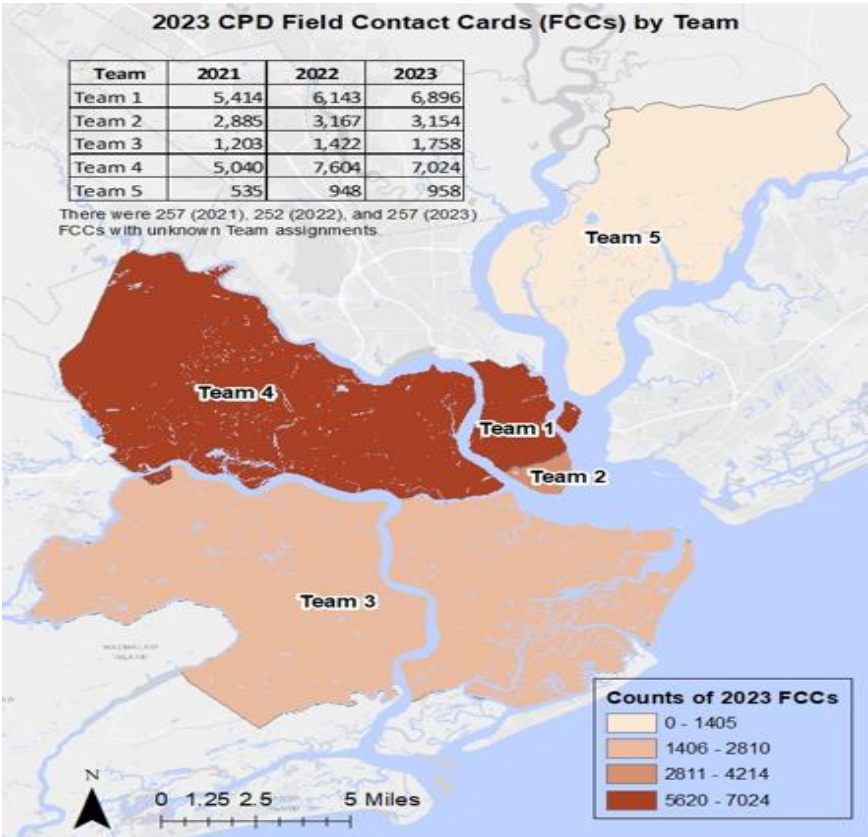 2023 CPD Field Contact Cards (FCCs) by Team
Team 2021 2022 2023
Team 1 5,414 6,143 6,896
Team 2 2,885 3,167 3,154
Team 3 1,203 1,422 1,758
Team 4 5,040 7,604 7,024
Team 5 535 948 958
There were 257 (2021), 252 (2022), and 257 (2023)
FCCs with unknown Team assignments.
Team 5
Team 4
Team 1
Team 2
Team 3
WADMALAW
ISLAND
Counts of 2023 FCCs
0 - 1405
1406 - 2810
2811 - 4214
5620 - 7024
N
0 1.25 2.5 5 Miles